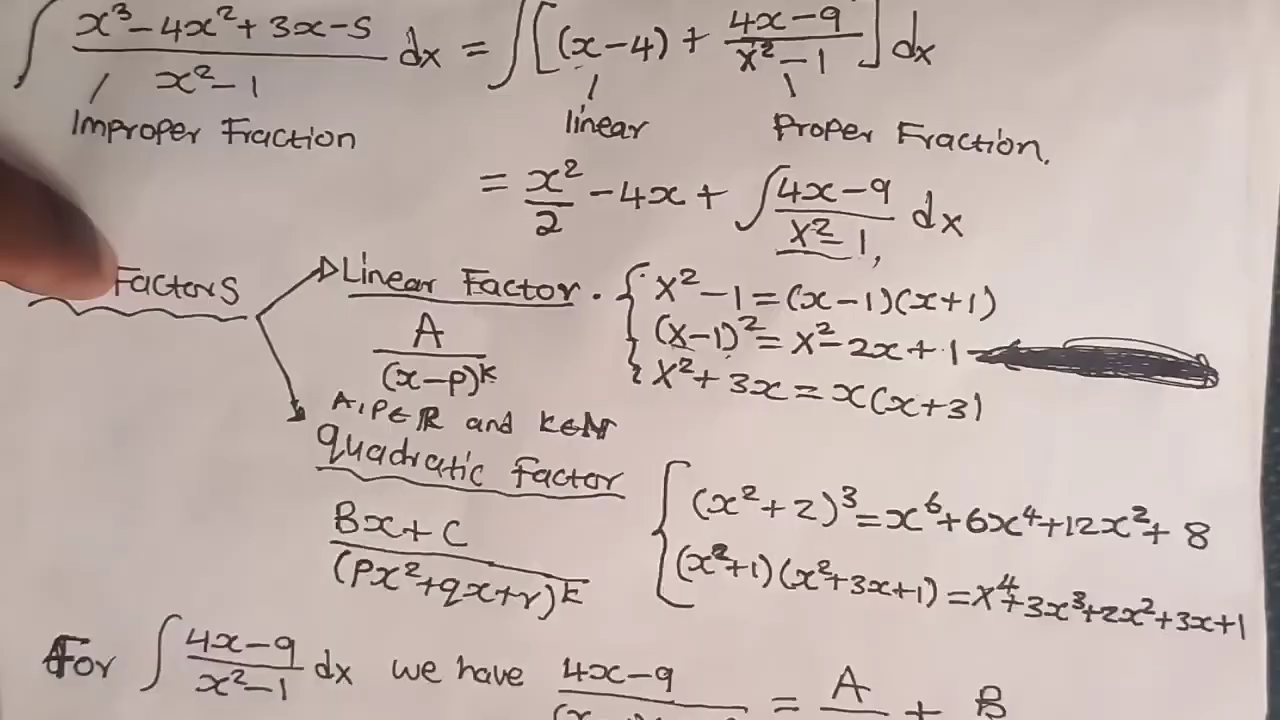 ∫ x³-4x²+3x-5 / x²-1 dx = ∫[(x-4) + 4x-9 / x²-1] dx
Improper Fraction linear Proper Fraction.
= x²/2 - 4x + ∫ 4x-9 / x²-1, dx
Factors
Linear Factor.
A / (x-p)ᵏ
A,P∈ℝ and K∈ℕ
x²-1=(x-1)(x+1)
(x-1)²=x²-2x+1
x²+3x=x(x+3)
quadratic factor
Bx+C / (Px²+qx+r)ᵏ
(x²+2)³=x⁶+6x⁴+12x²+8
(x²+1)(x²+3x+1)=x⁴+3x³+2x²+3x+1
For ∫ 4x-9 / x²-1 dx we have 4x-9 = A + B